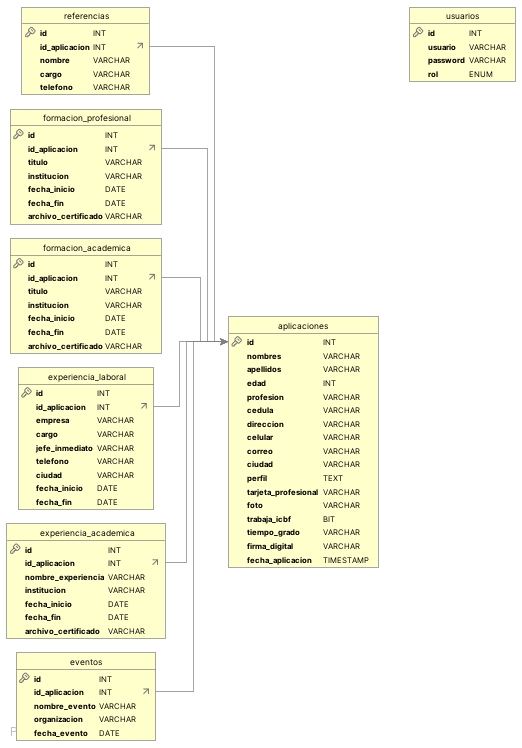 referencias
id INT
id_aplicacion INT
nombre VARCHAR
cargo VARCHAR
telefono VARCHAR
usuarios
id INT
usuario VARCHAR
password VARCHAR
rol ENUM
formacion_profesional
id INT
id_aplicacion INT
titulo VARCHAR
institucion VARCHAR
fecha_inicio DATE
fecha_fin DATE
archivo_certificado VARCHAR
formacion_academica
id INT
id_aplicacion INT
titulo VARCHAR
institucion VARCHAR
fecha_inicio DATE
fecha_fin DATE
archivo_certificado VARCHAR
aplicaciones
id INT
nombres VARCHAR
apellidos VARCHAR
edad INT
profesion VARCHAR
cedula VARCHAR
direccion VARCHAR
celular VARCHAR
correo VARCHAR
ciudad VARCHAR
perfil TEXT
tarjeta_profesional VARCHAR
foto VARCHAR
trabaja_icbf BIT
tiempo_grado VARCHAR
firma_digital VARCHAR
fecha_aplicacion TIMESTAMP
experiencia_laboral
id INT
id_aplicacion INT
empresa VARCHAR
cargo VARCHAR
jefe_inmediato VARCHAR
telefono VARCHAR
ciudad VARCHAR
fecha_inicio DATE
fecha_fin DATE
experiencia_academica
id INT
id_aplicacion INT
nombre_experiencia VARCHAR
institucion VARCHAR
fecha_inicio DATE
fecha_fin DATE
archivo_certificado VARCHAR
eventos
id INT
id_aplicacion INT
nombre_evento VARCHAR
organizacion VARCHAR
fecha_evento DATE